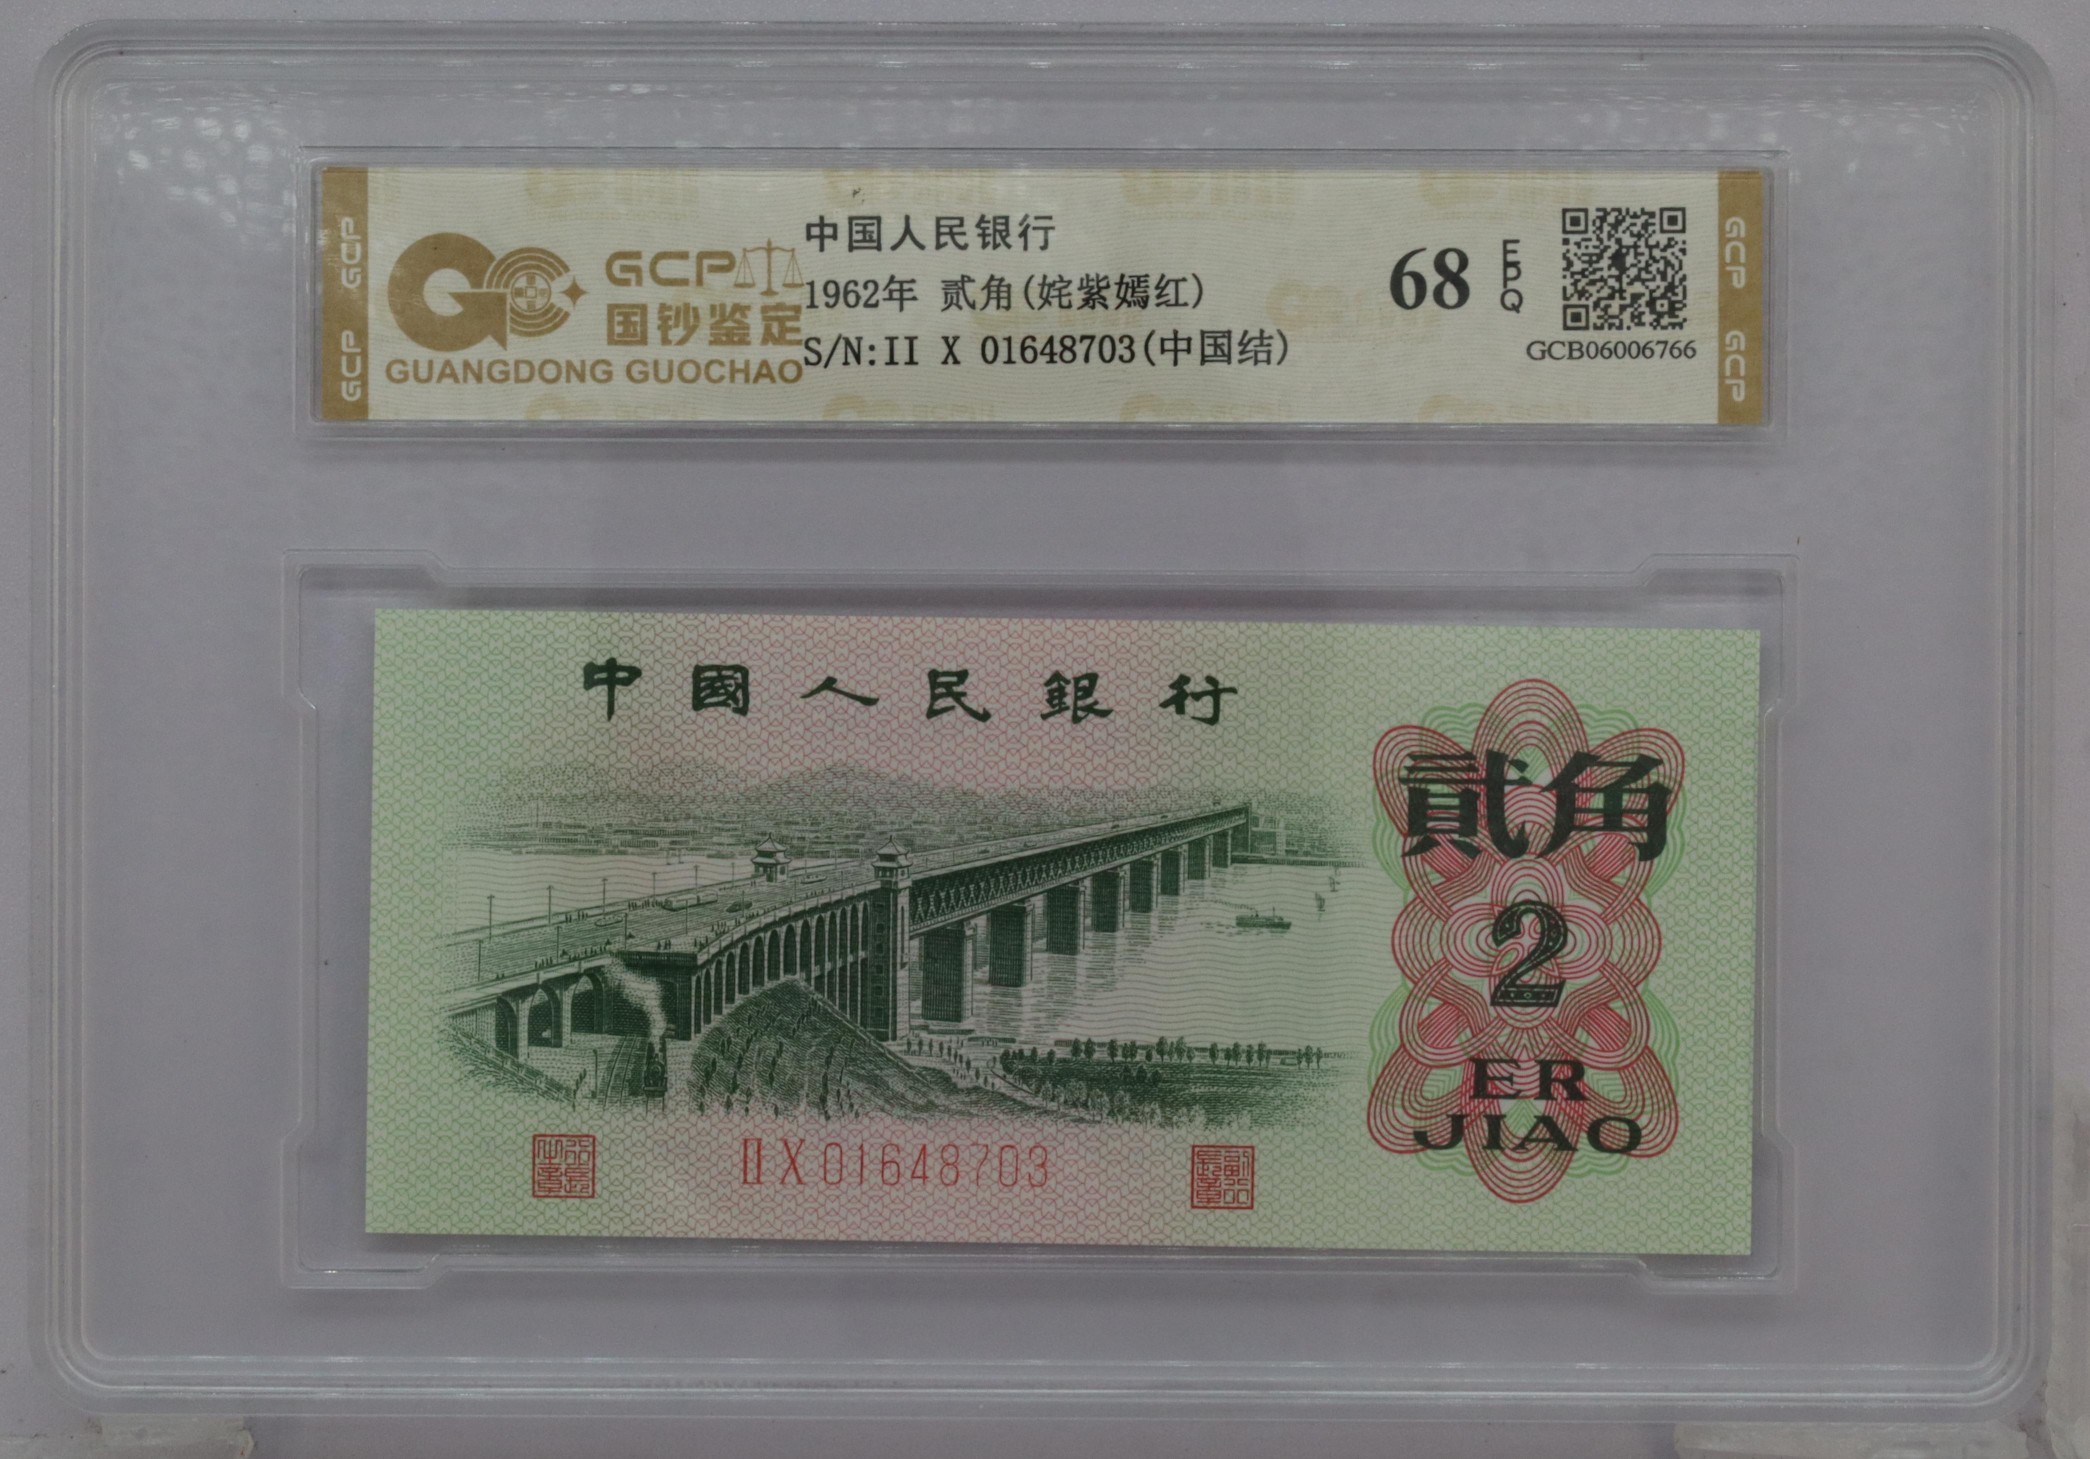 GCP
GCP
GCP
国钞鉴定
GUANGDONG GUOCHAO
中国人民银行
1962年 贰角(姹紫嫣红)
S/N:II X 01648703(中国结)
68 EPQ
GCB06006766
GCP
GCP
中國人民銀行
貳角
2
ER
JIAO
II X 01648703